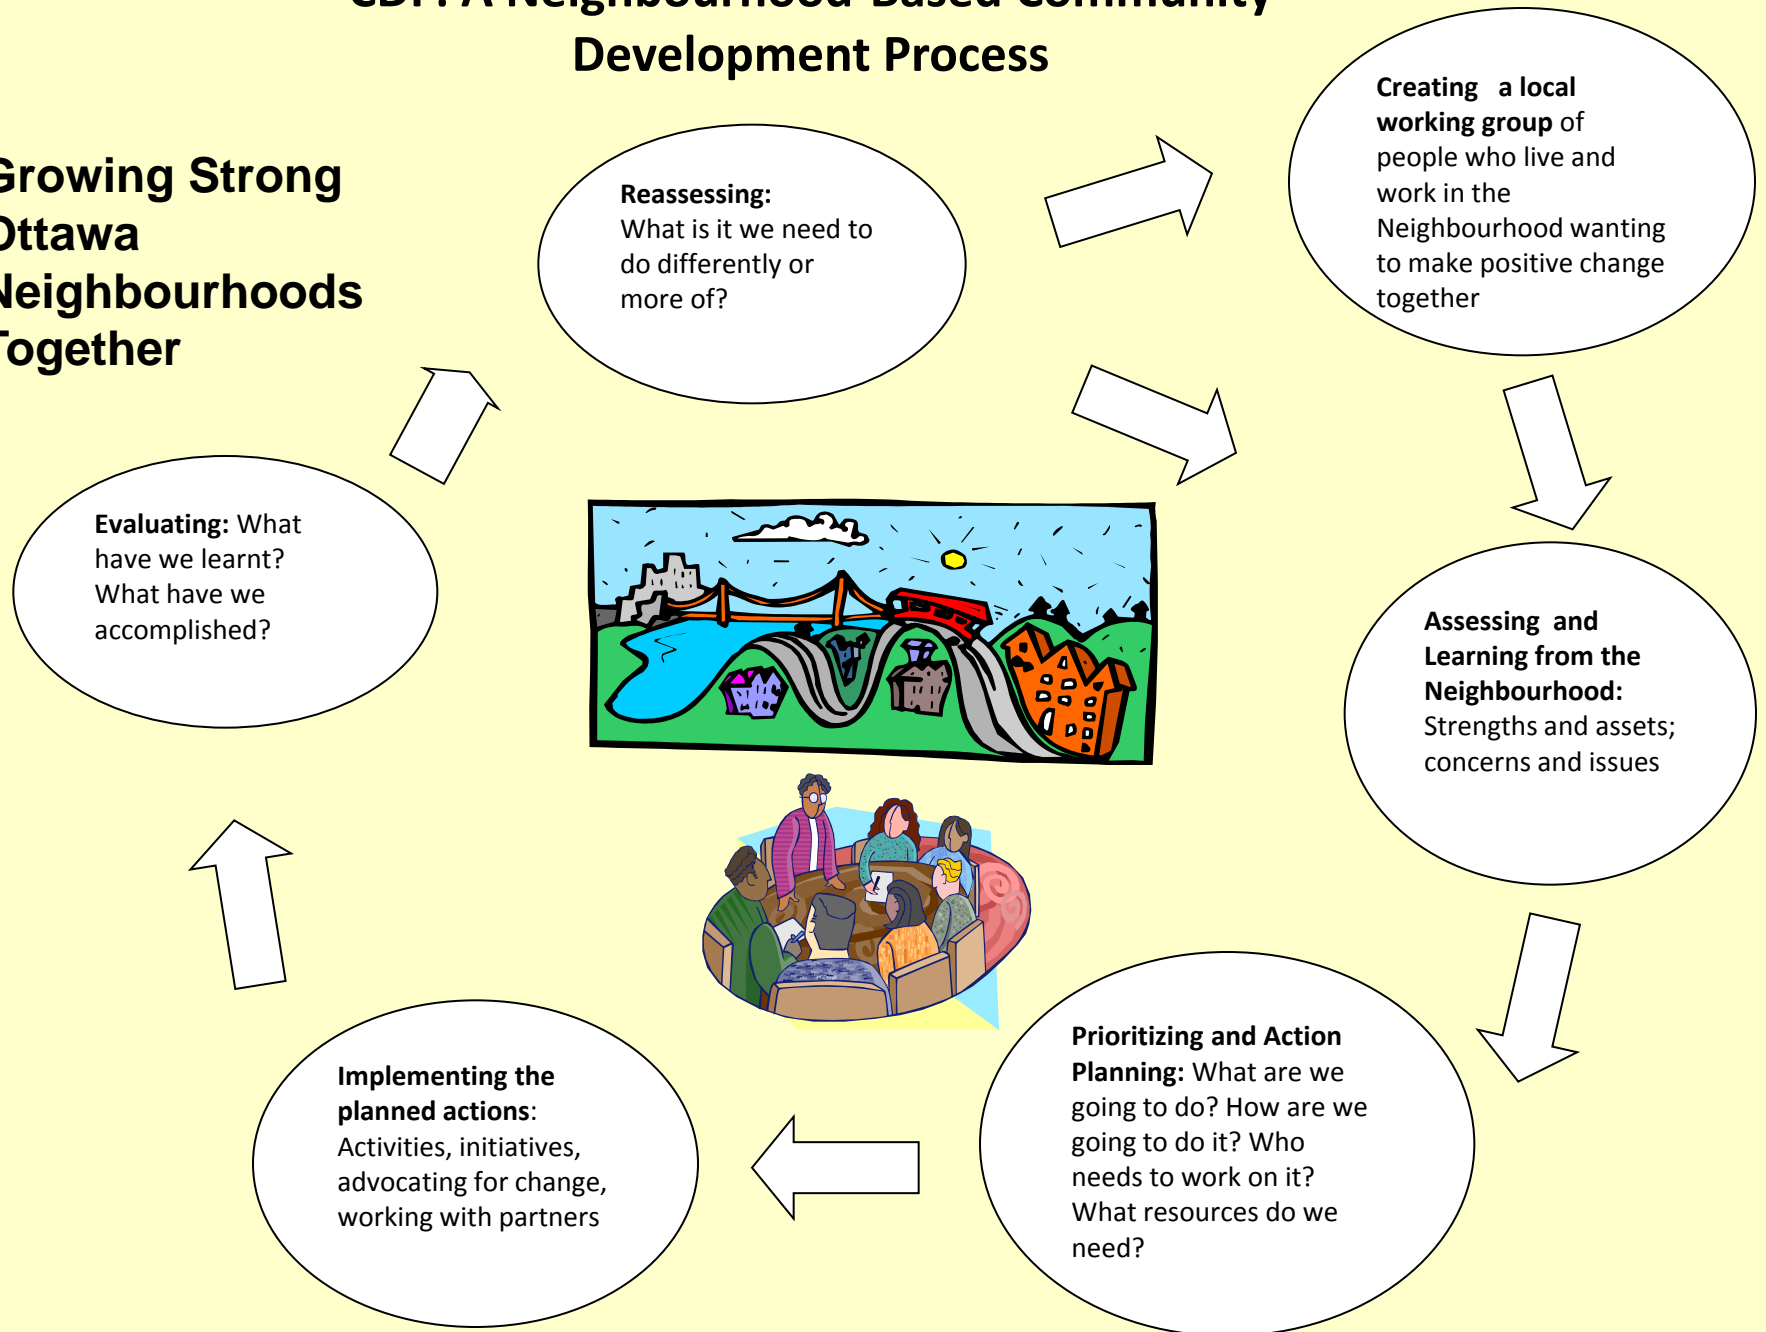 CDF: A Neighbourhood-Based Community
Development Process
Growing Strong
Ottawa
Neighbourhoods
Together
Reassessing:
What is it we need to
do differently or
more of?
Creating a local
working group of
people who live and
work in the
Neighbourhood wanting
to make positive change
together
Assessing and
Learning from the
Neighbourhood:
Strengths and assets;
concerns and issues
Prioritizing and Action
Planning: What are we
going to do? How are we
going to do it? Who
needs to work on it?
What resources do we
need?
Implementing the
planned actions:
Activities, initiatives,
advocating for change,
working with partners
Evaluating: What
have we learnt?
What have we
accomplished?